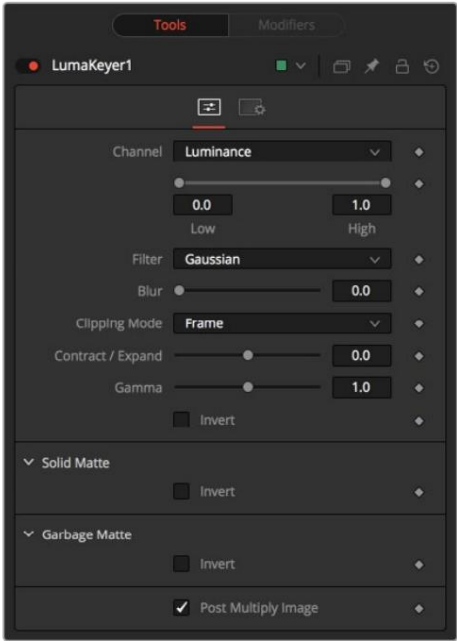 Tools Modifiers
LumaKeyer1
Channel Luminance
0.0 1.0
Low High
Filter Gaussian
Blur 0.0
Clipping Mode Frame
Contract / Expand 0.0
Gamma 1.0
Invert
Solid Matte
Invert
Garbage Matte
Invert
Post Multiply Image